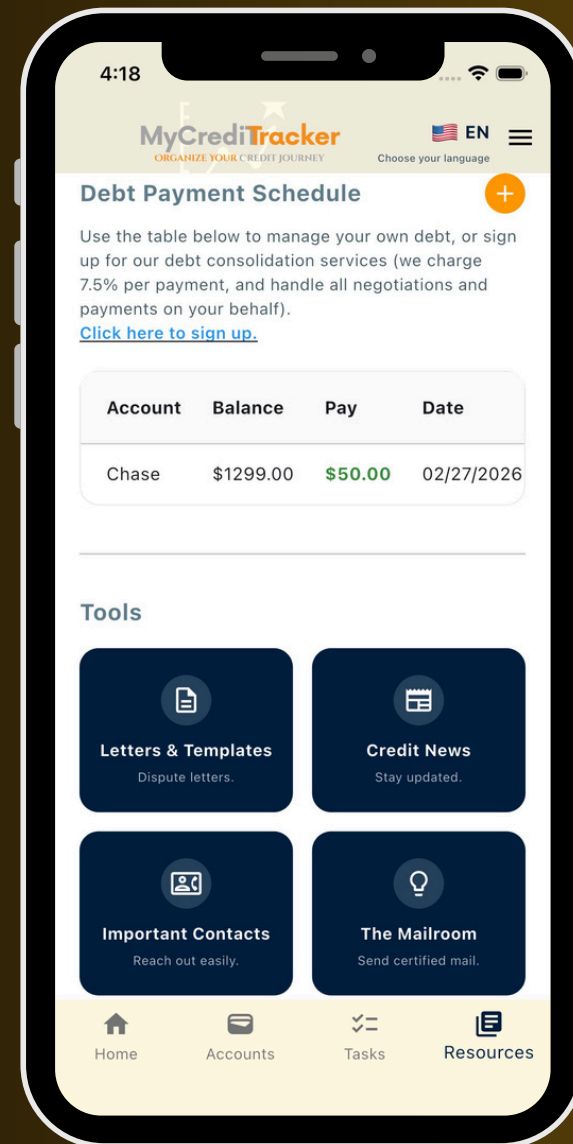 4:18
MyCrediTracker
ORGANIZE YOUR CREDIT JOURNEY
EN
Choose your language
Debt Payment Schedule
+
Use the table below to manage your own debt, or sign
up for our debt consolidation services (we charge
7.5% per payment, and handle all negotiations and
payments on your behalf).
Click here to sign up.
Account Balance Pay Date
Chase $1299.00 $50.00 02/27/2026
Tools
Letters & Templates
Dispute letters.
Credit News
Stay updated.
Important Contacts
Reach out easily.
The Mailroom
Send certified mail.
Home Accounts Tasks Resources